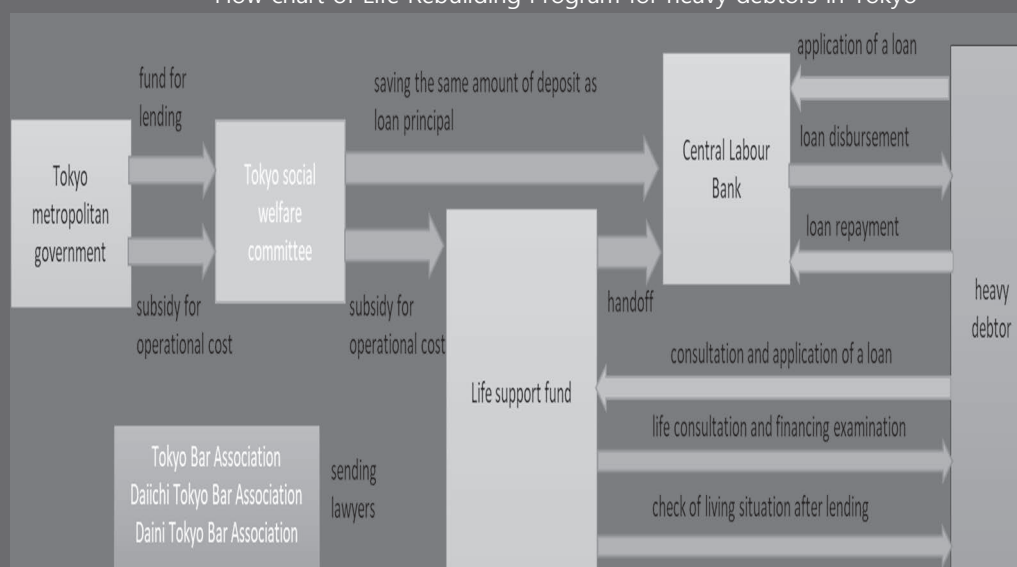 Flow chart of Life Rebuilding Program for heavy debtors in Tokyo
application of a loan
fund for
lending
saving the same amount of deposit as
loan principal
Tokyo
metropolitan
government
Tokyo social
welfare
committee
Central Labour
Bank
loan disbursement
loan repayment
subsidy for
operational cost
subsidy for
operational cost
handoff
heavy
debtor
consultation and application of a loan
Life support fund
life consultation and financing examination
Tokyo Bar Association
Daiichi Tokyo Bar Association
Daini Tokyo Bar Association
sending
lawyers
check of living situation after lending